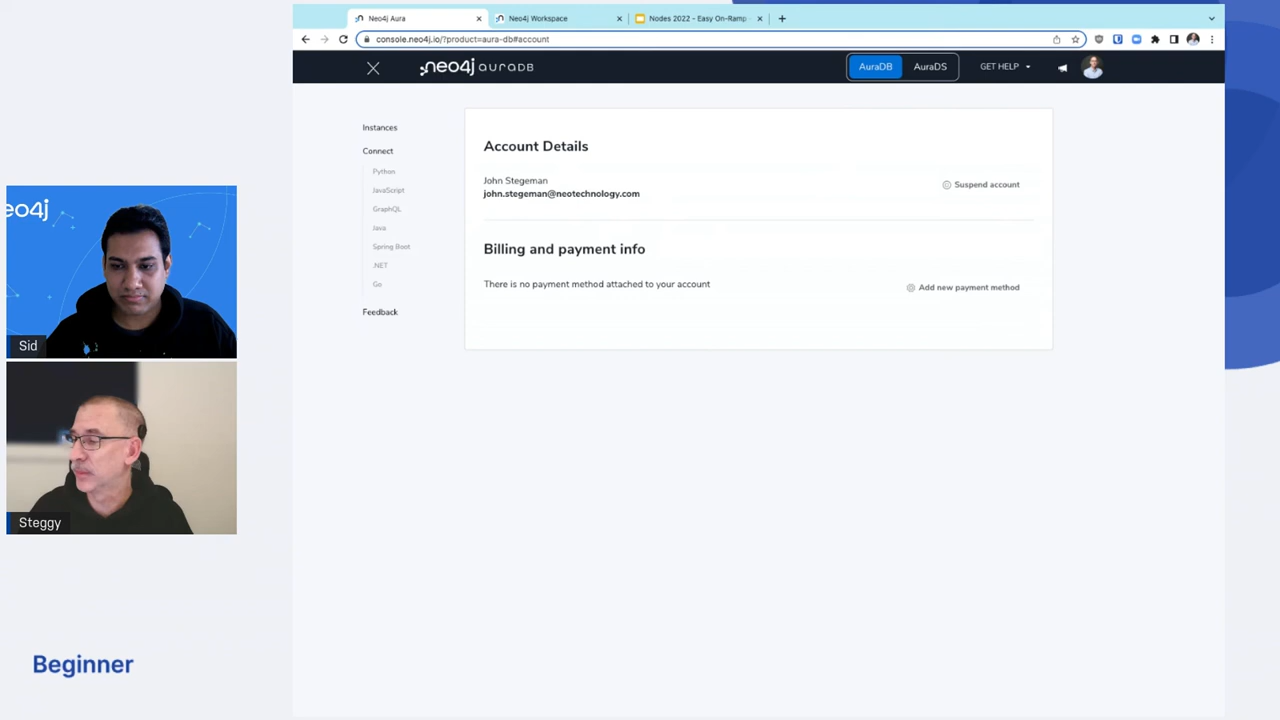 Neo4j Aura
Neo4j Workspace
Nodes 2022 - Easy On-Ramp
console.neo4j.io/?product=aura-db#account
neo4j auraDB
AuraDB
AuraDS
GET HELP
Instances
Connect
Python
JavaScript
GraphQL
Java
Spring Boot
.NET
Go
Feedback
Account Details
John Stegeman
john.stegeman@neotechnology.com
Suspend account
Billing and payment info
There is no payment method attached to your account
Add new payment method
eo4j
Sid
Steggy
Beginner